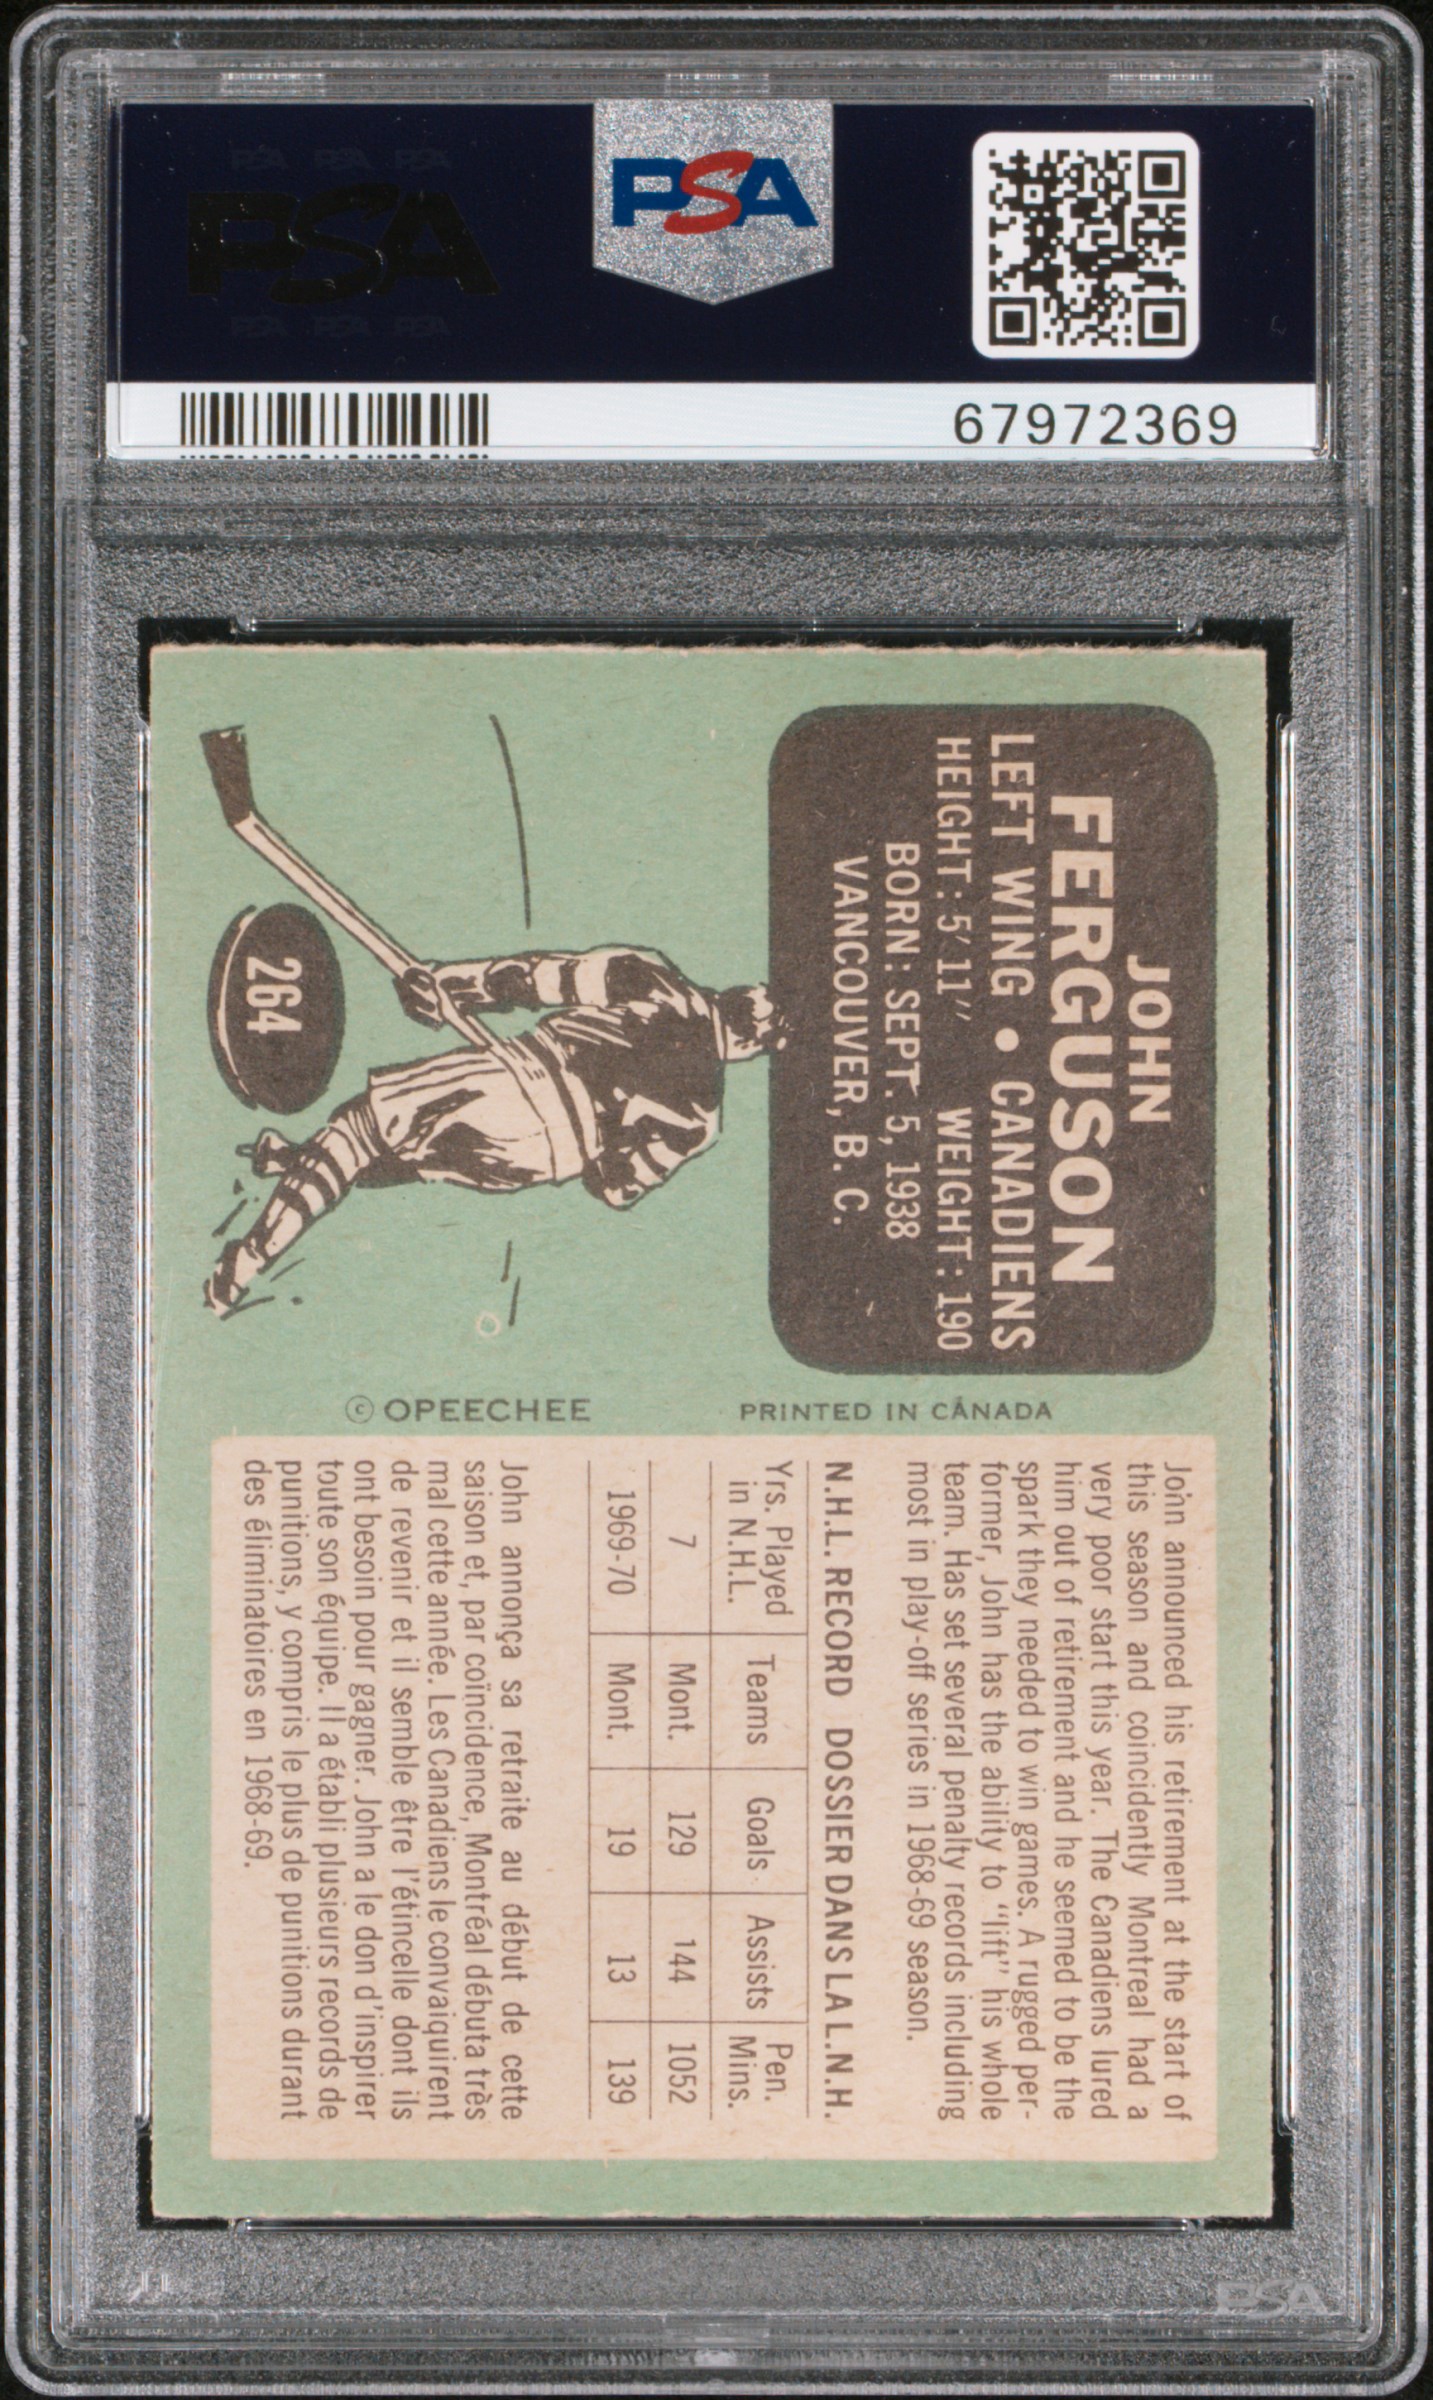 PSA PSA PSA
PSA
PSA PSA PSA
PSA
67972369
JOHN
FERGUSON
LEFT WING • CANADIENS
HEIGHT: 5' 11" WEIGHT: 190
BORN: SEPT. 5, 1938
VANCOUVER, B. C.
264
© OPEECHEE
PRINTED IN CANADA
John announced his retirement at the start of
this season and coincidently Montreal had a
very poor start this year. The Canadiens lured
him out of retirement and he seemed to be the
spark they needed to win games. A rugged per-
former, John has the ability to "lift" his whole
team. Has set several penalty records including
most in play-off series in 1968-69 season.
N.H.L. RECORD DOSSIER DANS LA L.N.H.
Yrs. Played in N.H.L. Teams Goals Assists Pen. Mins.
7 Mont. 129 144 1052
1969-70 Mont. 19 13 139
John annonça sa retraite au début de cette
saison et, par coïncidence, Montréal débuta très
mal cette année. Les Canadiens le convaiquirent
de revenir et il semble être l'étincelle dont ils
ont besoin pour gagner. John a le don d'inspirer
toute son équipe. Il a établi plusieurs records de
punitions, y compris le plus de punitions durant
des éliminatoires en 1968-69.
PSA